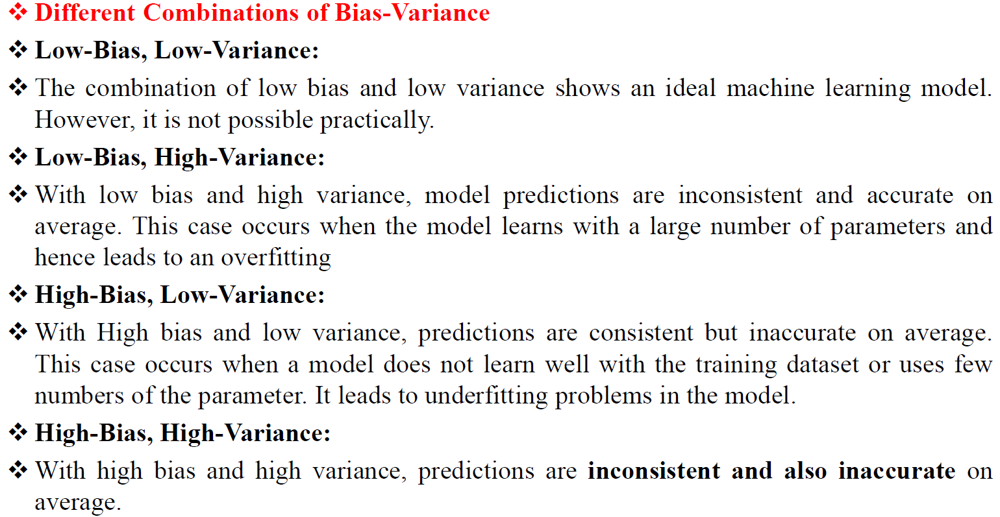 ❖ Different Combinations of Bias-Variance
❖ Low-Bias, Low-Variance:
❖ The combination of low bias and low variance shows an ideal machine learning model.
However, it is not possible practically.
❖ Low-Bias, High-Variance:
❖ With low bias and high variance, model predictions are inconsistent and accurate on
average. This case occurs when the model learns with a large number of parameters and
hence leads to an overfitting
❖ High-Bias, Low-Variance:
❖ With High bias and low variance, predictions are consistent but inaccurate on average.
This case occurs when a model does not learn well with the training dataset or uses few
numbers of the parameter. It leads to underfitting problems in the model.
❖ High-Bias, High-Variance:
❖ With high bias and high variance, predictions are inconsistent and also inaccurate on
average.